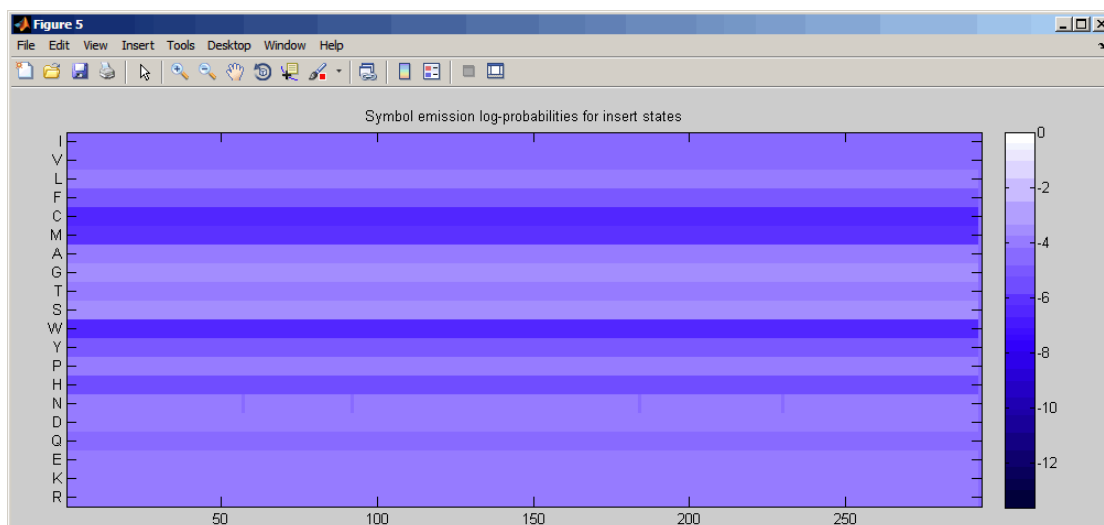 Figure 5
File Edit View Insert Tools Desktop Window Help
Symbol emission log-probabilities for insert states
I
V
L
F
C
M
A
G
T
S
W
Y
P
H
N
D
Q
E
K
R
50 100 150 200 250
0
-2
-4
-6
-8
-10
-12